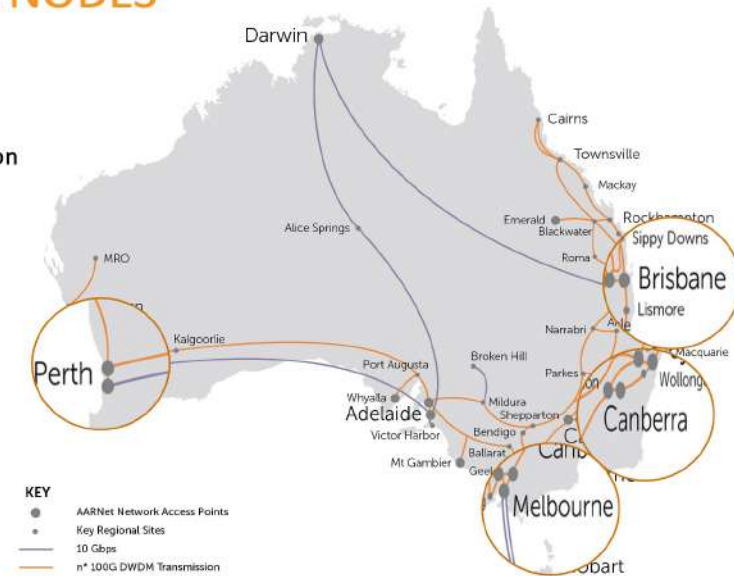 NODES
Darwin
on
Cairns
Townsville
Mackay
Emerald
Rockhampton
Blackwater
Sippy Downs
Alice Springs
Roma
MRO
Brisbane
Lismore
Narrabri
Kalgoorlie
Broken Hill
Macquarie
Port Augusta
Parkes
Perth
Wollong
Whyalla
Mildura
Adelaide
Shepparton
Canberra
Victor Harbor
Bendigo
Ballarat
Mt Gambier
Geel
Melbourne
KEY
AARNet Network Access Points
Key Regional Sites
10 Gbps
n* 100G DWDM Transmission
obart